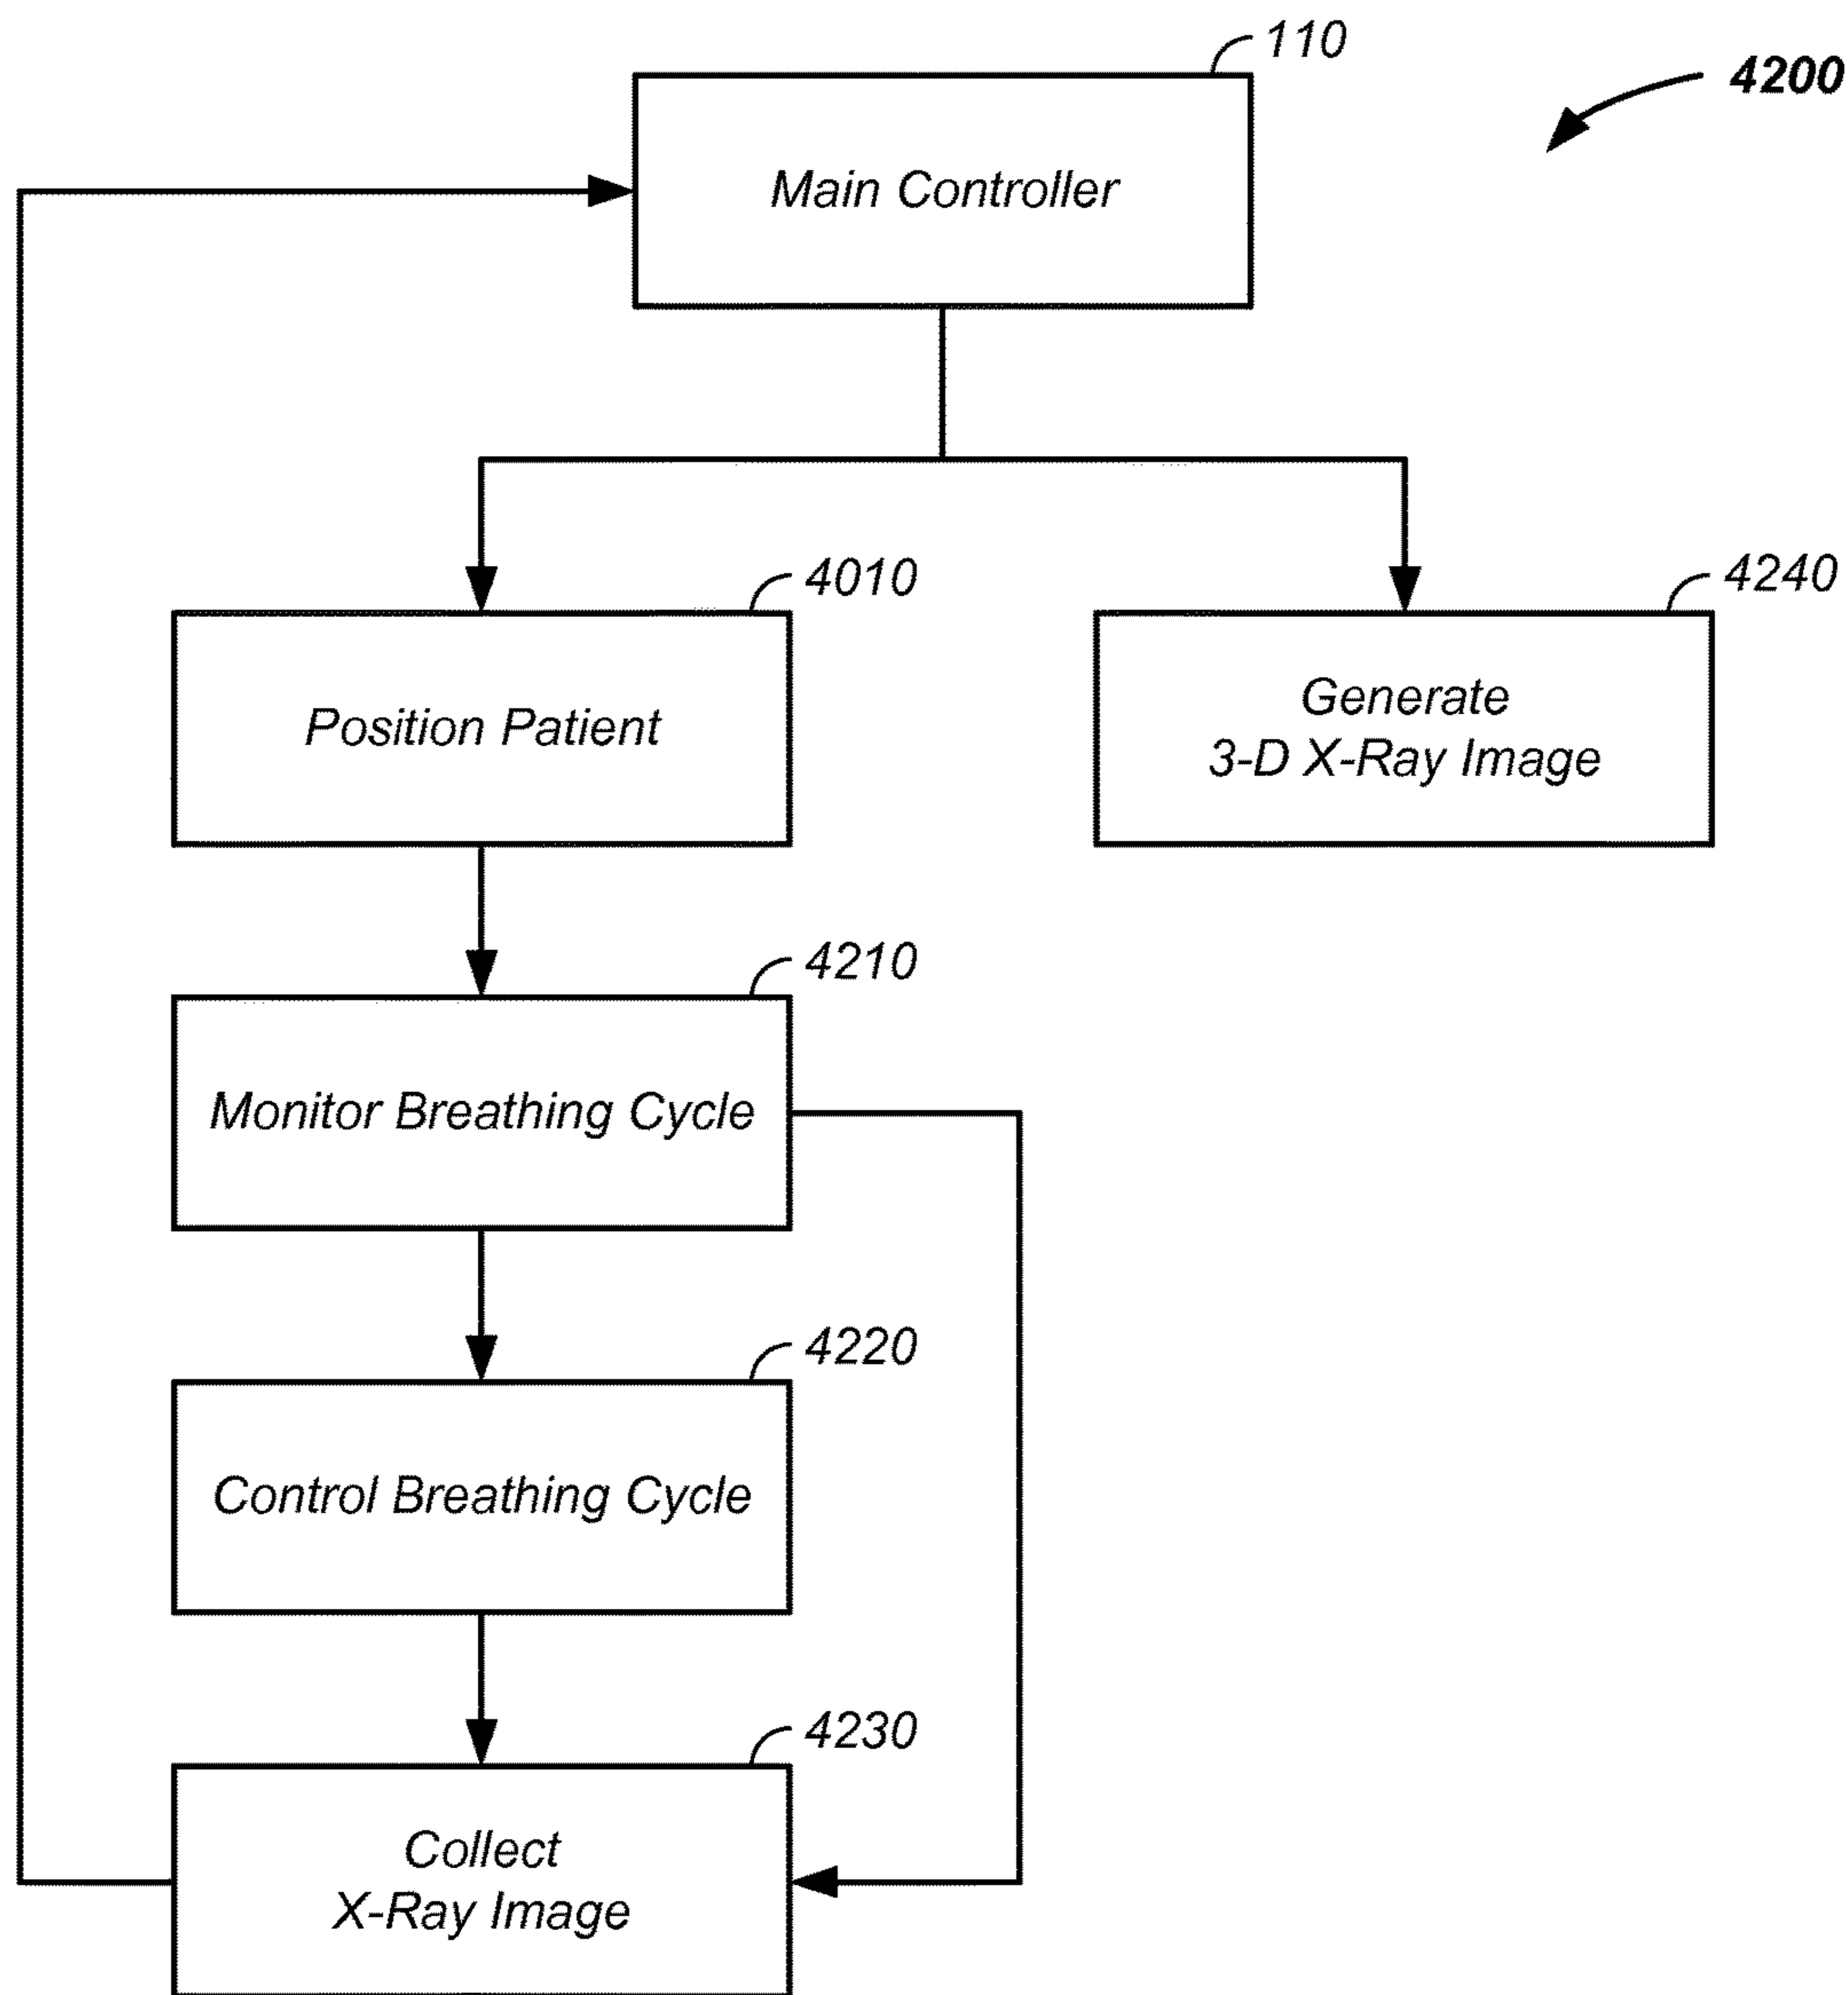 110
4200
Main Controller
4010
4240
Position Patient
Generate
3-D X-Ray Image
4210
Monitor Breathing Cycle
4220
Control Breathing Cycle
4230
Collect
X-Ray Image